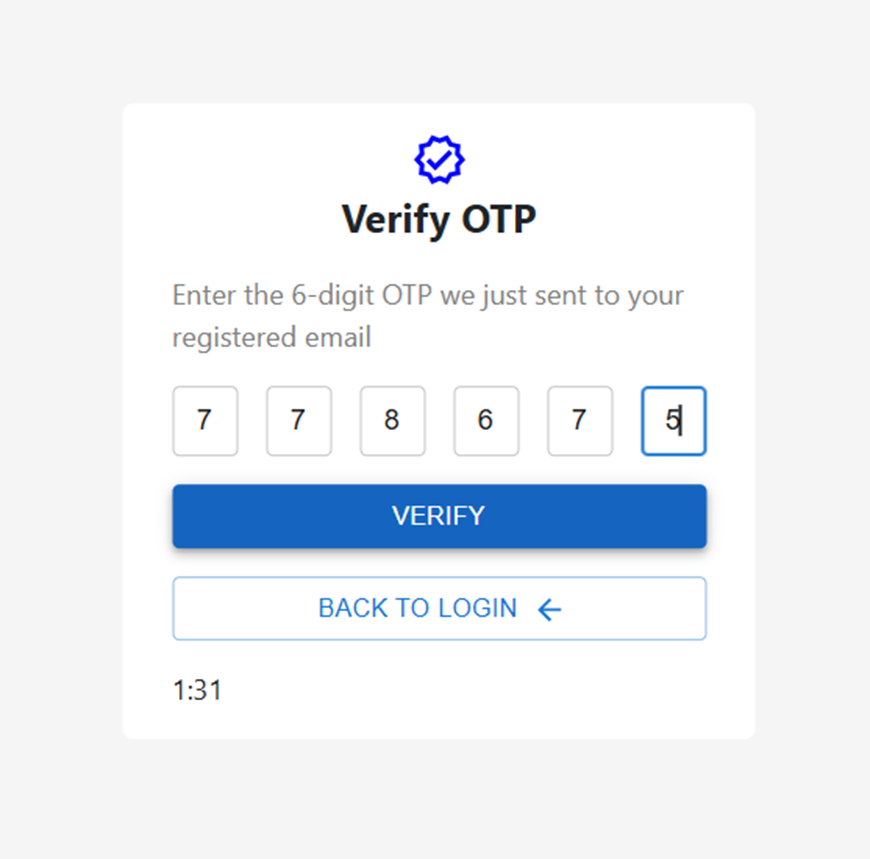 Verify OTP
Enter the 6-digit OTP we just sent to your
registered email
7 7 8 6 7 5
VERIFY
BACK TO LOGIN ←
1:31